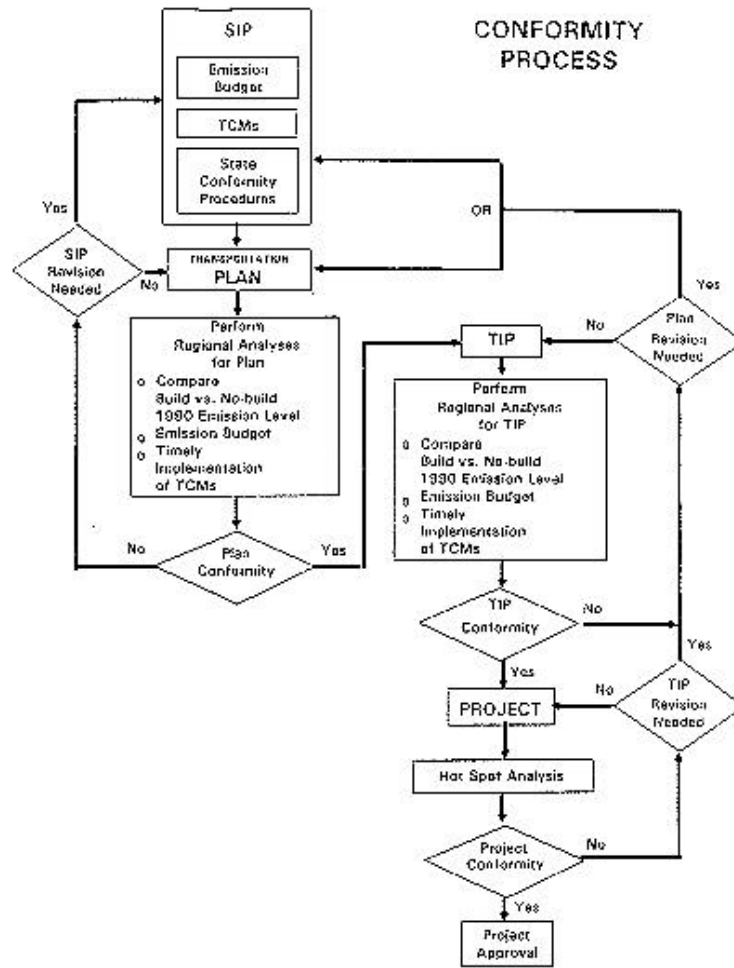 CONFORMITY
PROCESS
SIP
Emission
Budget
TCMs
State
Conformity
Procedurns
Yes
OR
SIP
Revision
Needed
No
TRANSPORTATION
PLAN
Yes
Plan
Revision
Needed
No
TIP
Perform
Regional Analyses
for Plan
o Compare
Build vs. No-build
1990 Emission Level
o Emission Budget
o Timely
Implementation
of TCMs
Perform
Regional Analyses
for TIP
o Compare
Build vs. No-build
1990 Emission Level
o Emission Budget
o Timely
Implementation
of TCMs
No
Plan
Conformity
Yes
TIP
Conformity
No
Yes
Yes
PROJECT
No
TIP
Revision
Needed
Hot Spot Analysis
Project
Conformity
No
Yes
Project
Approval